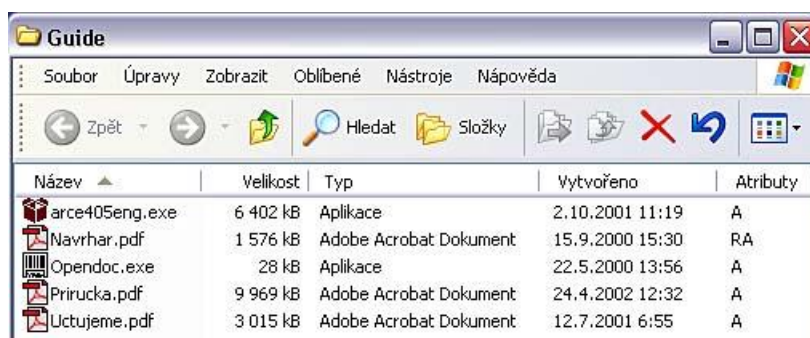 Guide
Soubor Úpravy Zobrazit Oblíbené Nástroje Nápověda
Zpět Hledat Složky
Název Velikost Typ Vytvořeno Atributy
arce405eng.exe 6 402 kB Aplikace 2.10.2001 11:19 A
Navrhar.pdf 1 576 kB Adobe Acrobat Dokument 15.9.2000 15:30 RA
Opendoc.exe 28 kB Aplikace 22.5.2000 13:56 A
Prirucka.pdf 9 969 kB Adobe Acrobat Dokument 24.4.2002 12:32 A
Uctujeme.pdf 3 015 kB Adobe Acrobat Dokument 12.7.2001 6:55 A